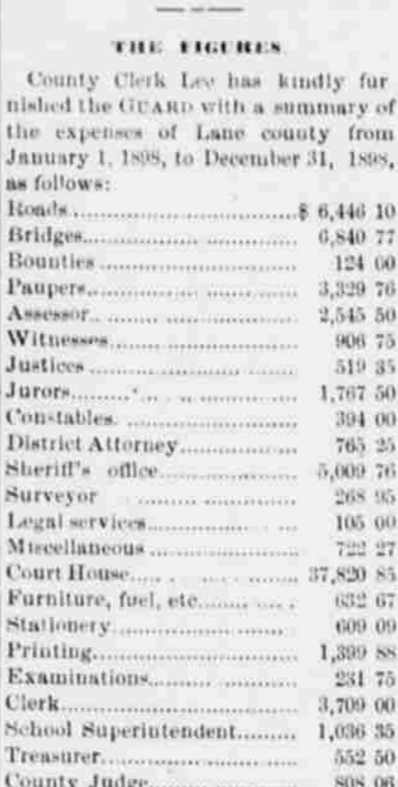 THE FIGURES
County Clerk Lee has kindly fur
nished the GUARD with a summary of
the expenses of Lane county from
January 1, 1898, to December 31, 1898,
as follows:
Roads ................................ $ 6,446 10
Bridges................................ 6,840 77
Bounties ................................ 124 00
Paupers................................ 3,329 76
Assessor................................ 2,545 50
Witnesses................................ 906 75
Justices ................................ 519 35
Jurors................................ 1,767 50
Constables................................ 394 00
District Attorney................ 765 25
Sheriff's office.................... 5,009 76
Surveyor .................... 268 95
Legal services.................... 105 00
Miscellaneous .................... 722 27
Court House.................... 37,820 85
Furniture, fuel, etc............. 632 67
Stationery........................ 609 09
Printing........................ 1,399 88
Examinations.................... 231 75
Clerk............................ 3,709 00
School Superintendent......... 1,036 35
Treasurer........................ 552 50
County Judge.................... 808 06